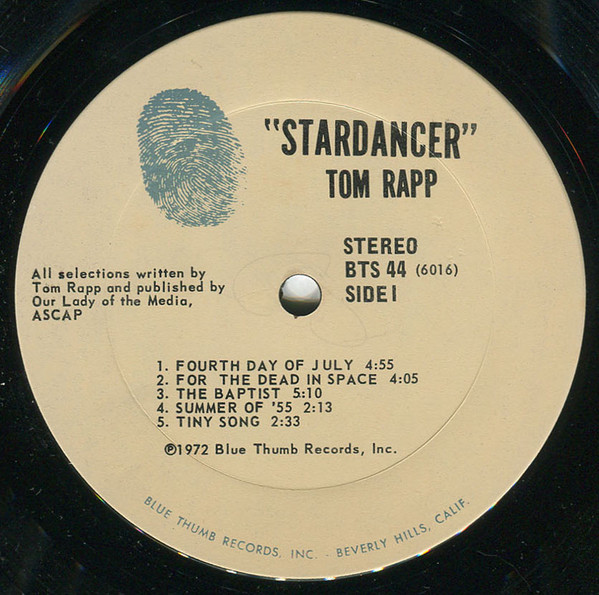 "STARDANCER"
TOM RAPP
STEREO
BTS 44 (6016)
SIDE I
All selections written by
Tom Rapp and published by
Our Lady of the Media,
ASCAP
1. FOURTH DAY OF JULY 4:55
2. FOR THE DEAD IN SPACE 4:05
3. THE BAPTIST 5:10
4. SUMMER OF '55 2:13
5. TINY SONG 2:33
℗1972 Blue Thumb Records, Inc.
BLUE THUMB RECORDS, INC. - BEVERLY HILLS, CALIF.